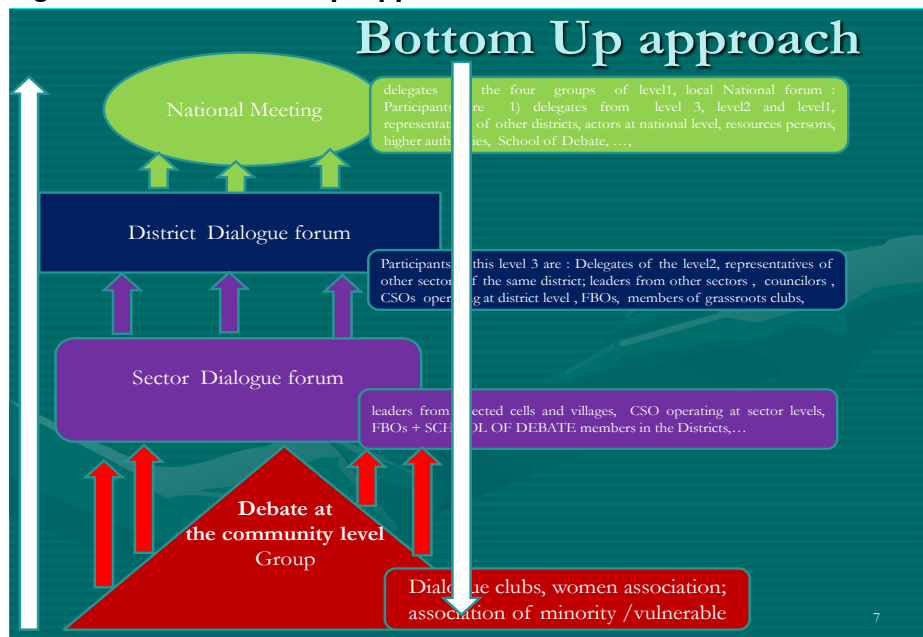 Bottom Up approach
National Meeting
delegates the four groups of level1, local National forum :
Participants re 1) delegates from level 3, level2 and level1,
representat of other districts, actors at national level, resources persons,
higher auth ies, School of Debate, …,
District Dialogue forum
Participants this level 3 are : Delegates of the level2, representatives of
other sector f the same district; leaders from other sectors , councilors ,
CSOs oper ng at district level , FBOs, members of grassroots clubs,
Sector Dialogue forum
leaders from ected cells and villages, CSO operating at sector levels,
FBOs + SCH OL OF DEBATE members in the Districts,…
Debate at
the community level
Group
Dialogue clubs, women association;
association of minority /vulnerable
7